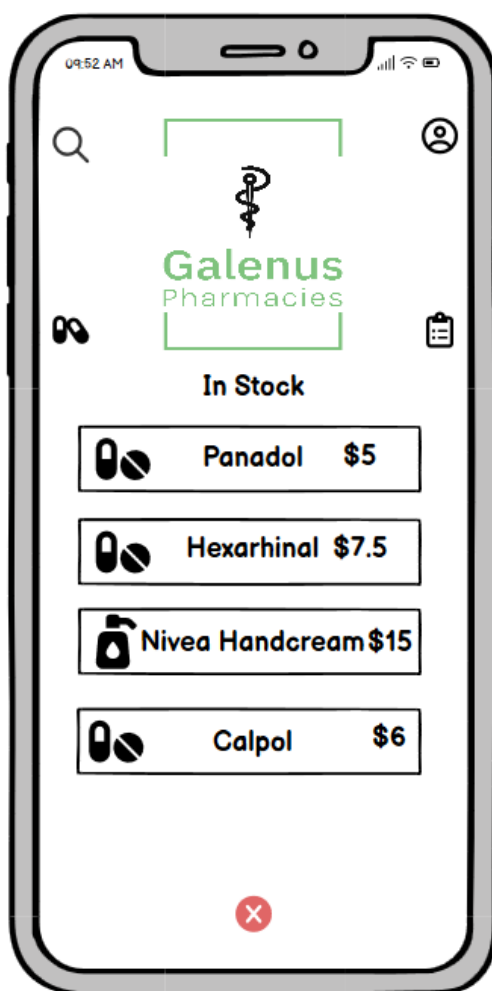 09:52 AM
Galenus
Pharmacies
In Stock
Panadol $5
Hexarhinal $7.5
Nivea Handcream $15
Calpol $6